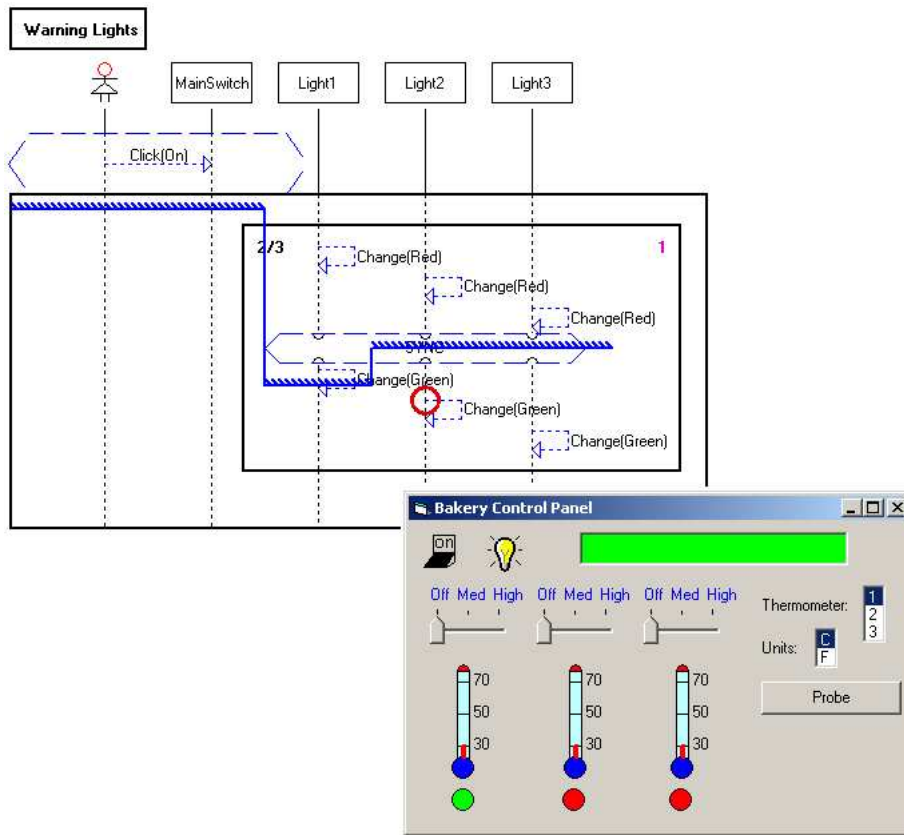 Warning Lights
MainSwitch Light1 Light2 Light3
Click(On)
2/3 1
Change(Red)
Change(Red)
Change(Red)
SYNC
Change(Green)
Change(Green)
Change(Green)
Bakery Control Panel
on
Off Med High Off Med High Off Med High
Thermometer: 1
2
3
Units: C
F
Probe
70 70 70
50 50 50
30 30 30